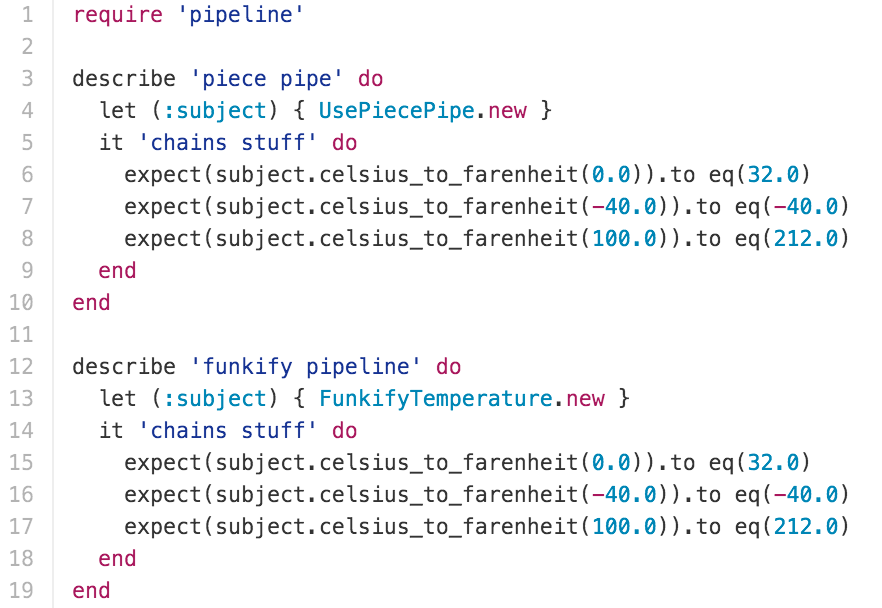 1 require 'pipeline'
2
3 describe 'piece pipe' do
4   let (:subject) { UsePiecePipe.new }
5   it 'chains stuff' do
6     expect(subject.celsius_to_farenheit(0.0)).to eq(32.0)
7     expect(subject.celsius_to_farenheit(-40.0)).to eq(-40.0)
8     expect(subject.celsius_to_farenheit(100.0)).to eq(212.0)
9   end
10 end
11
12 describe 'funkify pipeline' do
13   let (:subject) { FunkifyTemperature.new }
14   it 'chains stuff' do
15     expect(subject.celsius_to_farenheit(0.0)).to eq(32.0)
16     expect(subject.celsius_to_farenheit(-40.0)).to eq(-40.0)
17     expect(subject.celsius_to_farenheit(100.0)).to eq(212.0)
18   end
19 end